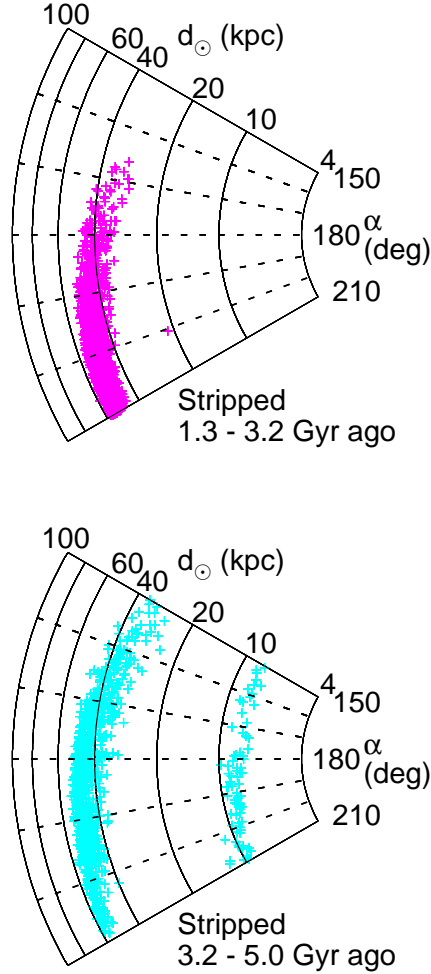 100
60
d☉ (kpc)
40
20
10
4
150
180 α
(deg)
210
Stripped
1.3 - 3.2 Gyr ago
100
60
d☉ (kpc)
40
20
10
4
150
180 α
(deg)
210
Stripped
3.2 - 5.0 Gyr ago